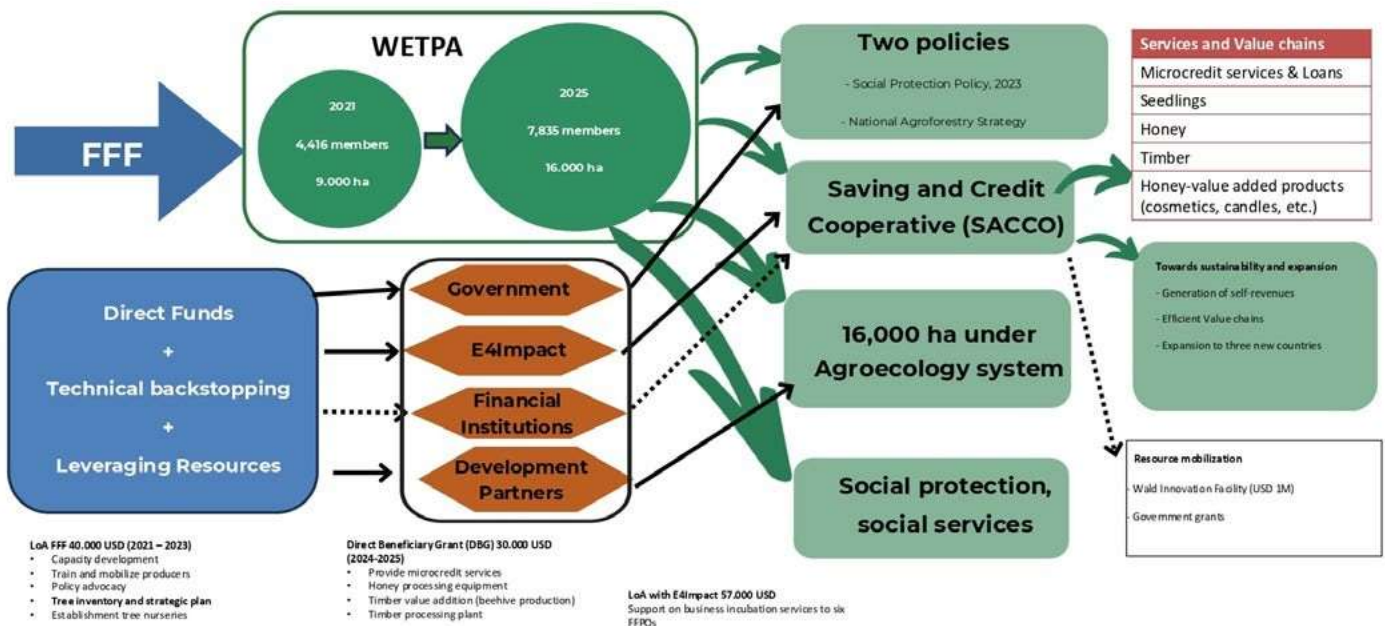 WETPA
FFF
2021
4,416 members
9.000 ha
2025
7,835 members
16.000 ha
Two policies
- Social Protection Policy, 2023
- National Agroforestry Strategy
Saving and Credit
Cooperative (SACCO)
16,000 ha under
Agroecology system
Social protection,
social services
Services and Value chains
Microcredit services & Loans
Seedlings
Honey
Timber
Honey-value added products
(cosmetics, candles, etc.)
Towards sustainability and expansion
- Generation of self-revenues
- Efficient Value chains
- Expansion to three new countries
Resource mobilization
- Wald Innovation Facility (USD 1M)
- Government grants
Direct Funds
+
Technical backstopping
+
Leveraging Resources
Government
E4Impact
Financial
Institutions
Development
Partners
LoA FFF 40.000 USD (2021 – 2023)
• Capacity development
• Train and mobilize producers
• Policy advocacy
• Tree inventory and strategic plan
• Establishment tree nurseries
Direct Beneficiary Grant (DBG) 30.000 USD
(2024-2025)
• Provide microcredit services
• Honey processing equipment
• Timber value addition (beehive production)
• Timber processing plant
LoA with E4Impact 57.000 USD
Support on business incubation services to six
FFPOs